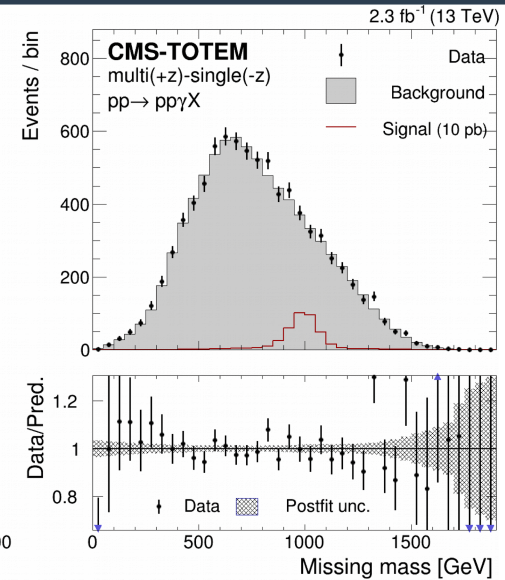 2.3 fb⁻¹ (13 TeV)
Events / bin
800
600
400
200
0
CMS-TOTEM
multi(+z)-single(-z)
pp→ ppγX
Data
Background
Signal (10 pb)
Data/Pred.
1.2
1
0.8
Data
Postfit unc.
00
0
500
1000
1500
Missing mass [GeV]